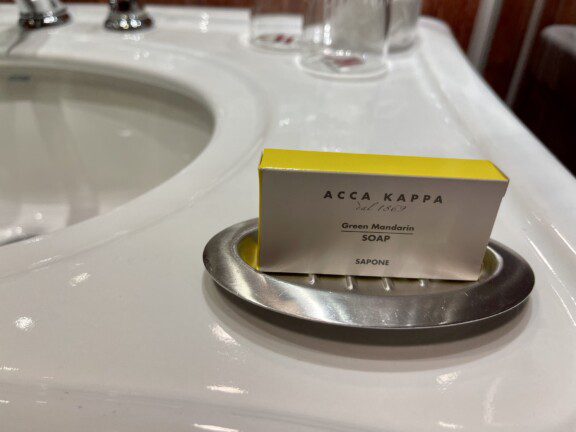 ACCA KAPPA
dal 1869
Green Mandarin
SOAP
SAPONE